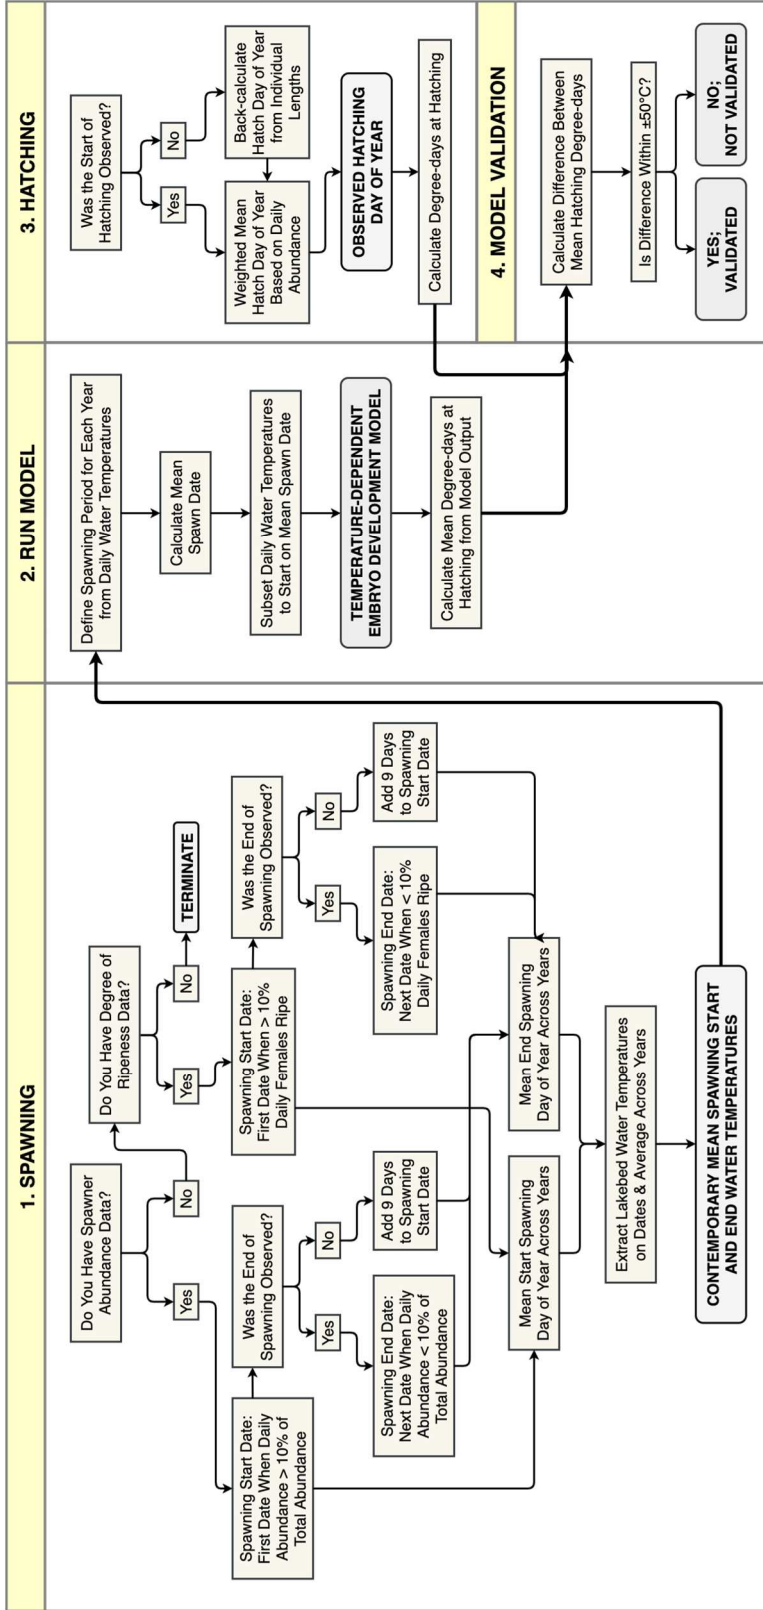 1. SPAWNING
Do You Have Spawner
Abundance Data?
Yes
No
Do You Have Degree of
Ripeness Data?
Yes
No
TERMINATE
Spawning Start Date:
First Date When Daily
Abundance > 10% of
Total Abundance
Was the End of
Spawning Observed?
Yes
No
Spawning End Date:
Next Date When Daily
Abundance < 10% of
Total Abundance
Add 9 Days
to Spawning
Start Date
Spawning Start Date:
First Date When > 10%
Daily Females Ripe
Was the End of
Spawning Observed?
Yes
No
Spawning End Date:
Next Date When < 10%
Daily Females Ripe
Add 9 Days
to Spawning
Start Date
Mean Start Spawning
Day of Year Across Years
Mean End Spawning
Day of Year Across Years
Extract Lakebed Water Temperatures
on Dates & Average Across Years
CONTEMPORARY MEAN SPAWNING START
AND END WATER TEMPERATURES
2. RUN MODEL
Define Spawning Period for Each Year
from Daily Water Temperatures
Calculate Mean
Spawn Date
Subset Daily Water Temperatures
to Start on Mean Spawn Date
TEMPERATURE-DEPENDENT
EMBRYO DEVELOPMENT MODEL
Calculate Mean Degree-days at
Hatching from Model Output
3. HATCHING
Was the Start of
Hatching Observed?
Yes
No
Weighted Mean
Hatch Day of Year
Based on Daily
Abundance
Back-calculate
Hatch Day of Year
from Individual
Lengths
OBSERVED HATCHING
DAY OF YEAR
Calculate Degree-days at Hatching
4. MODEL VALIDATION
Calculate Difference Between
Mean Hatching Degree-days
Is Difference Within ±50°C?
YES;
VALIDATED
NO;
NOT VALIDATED